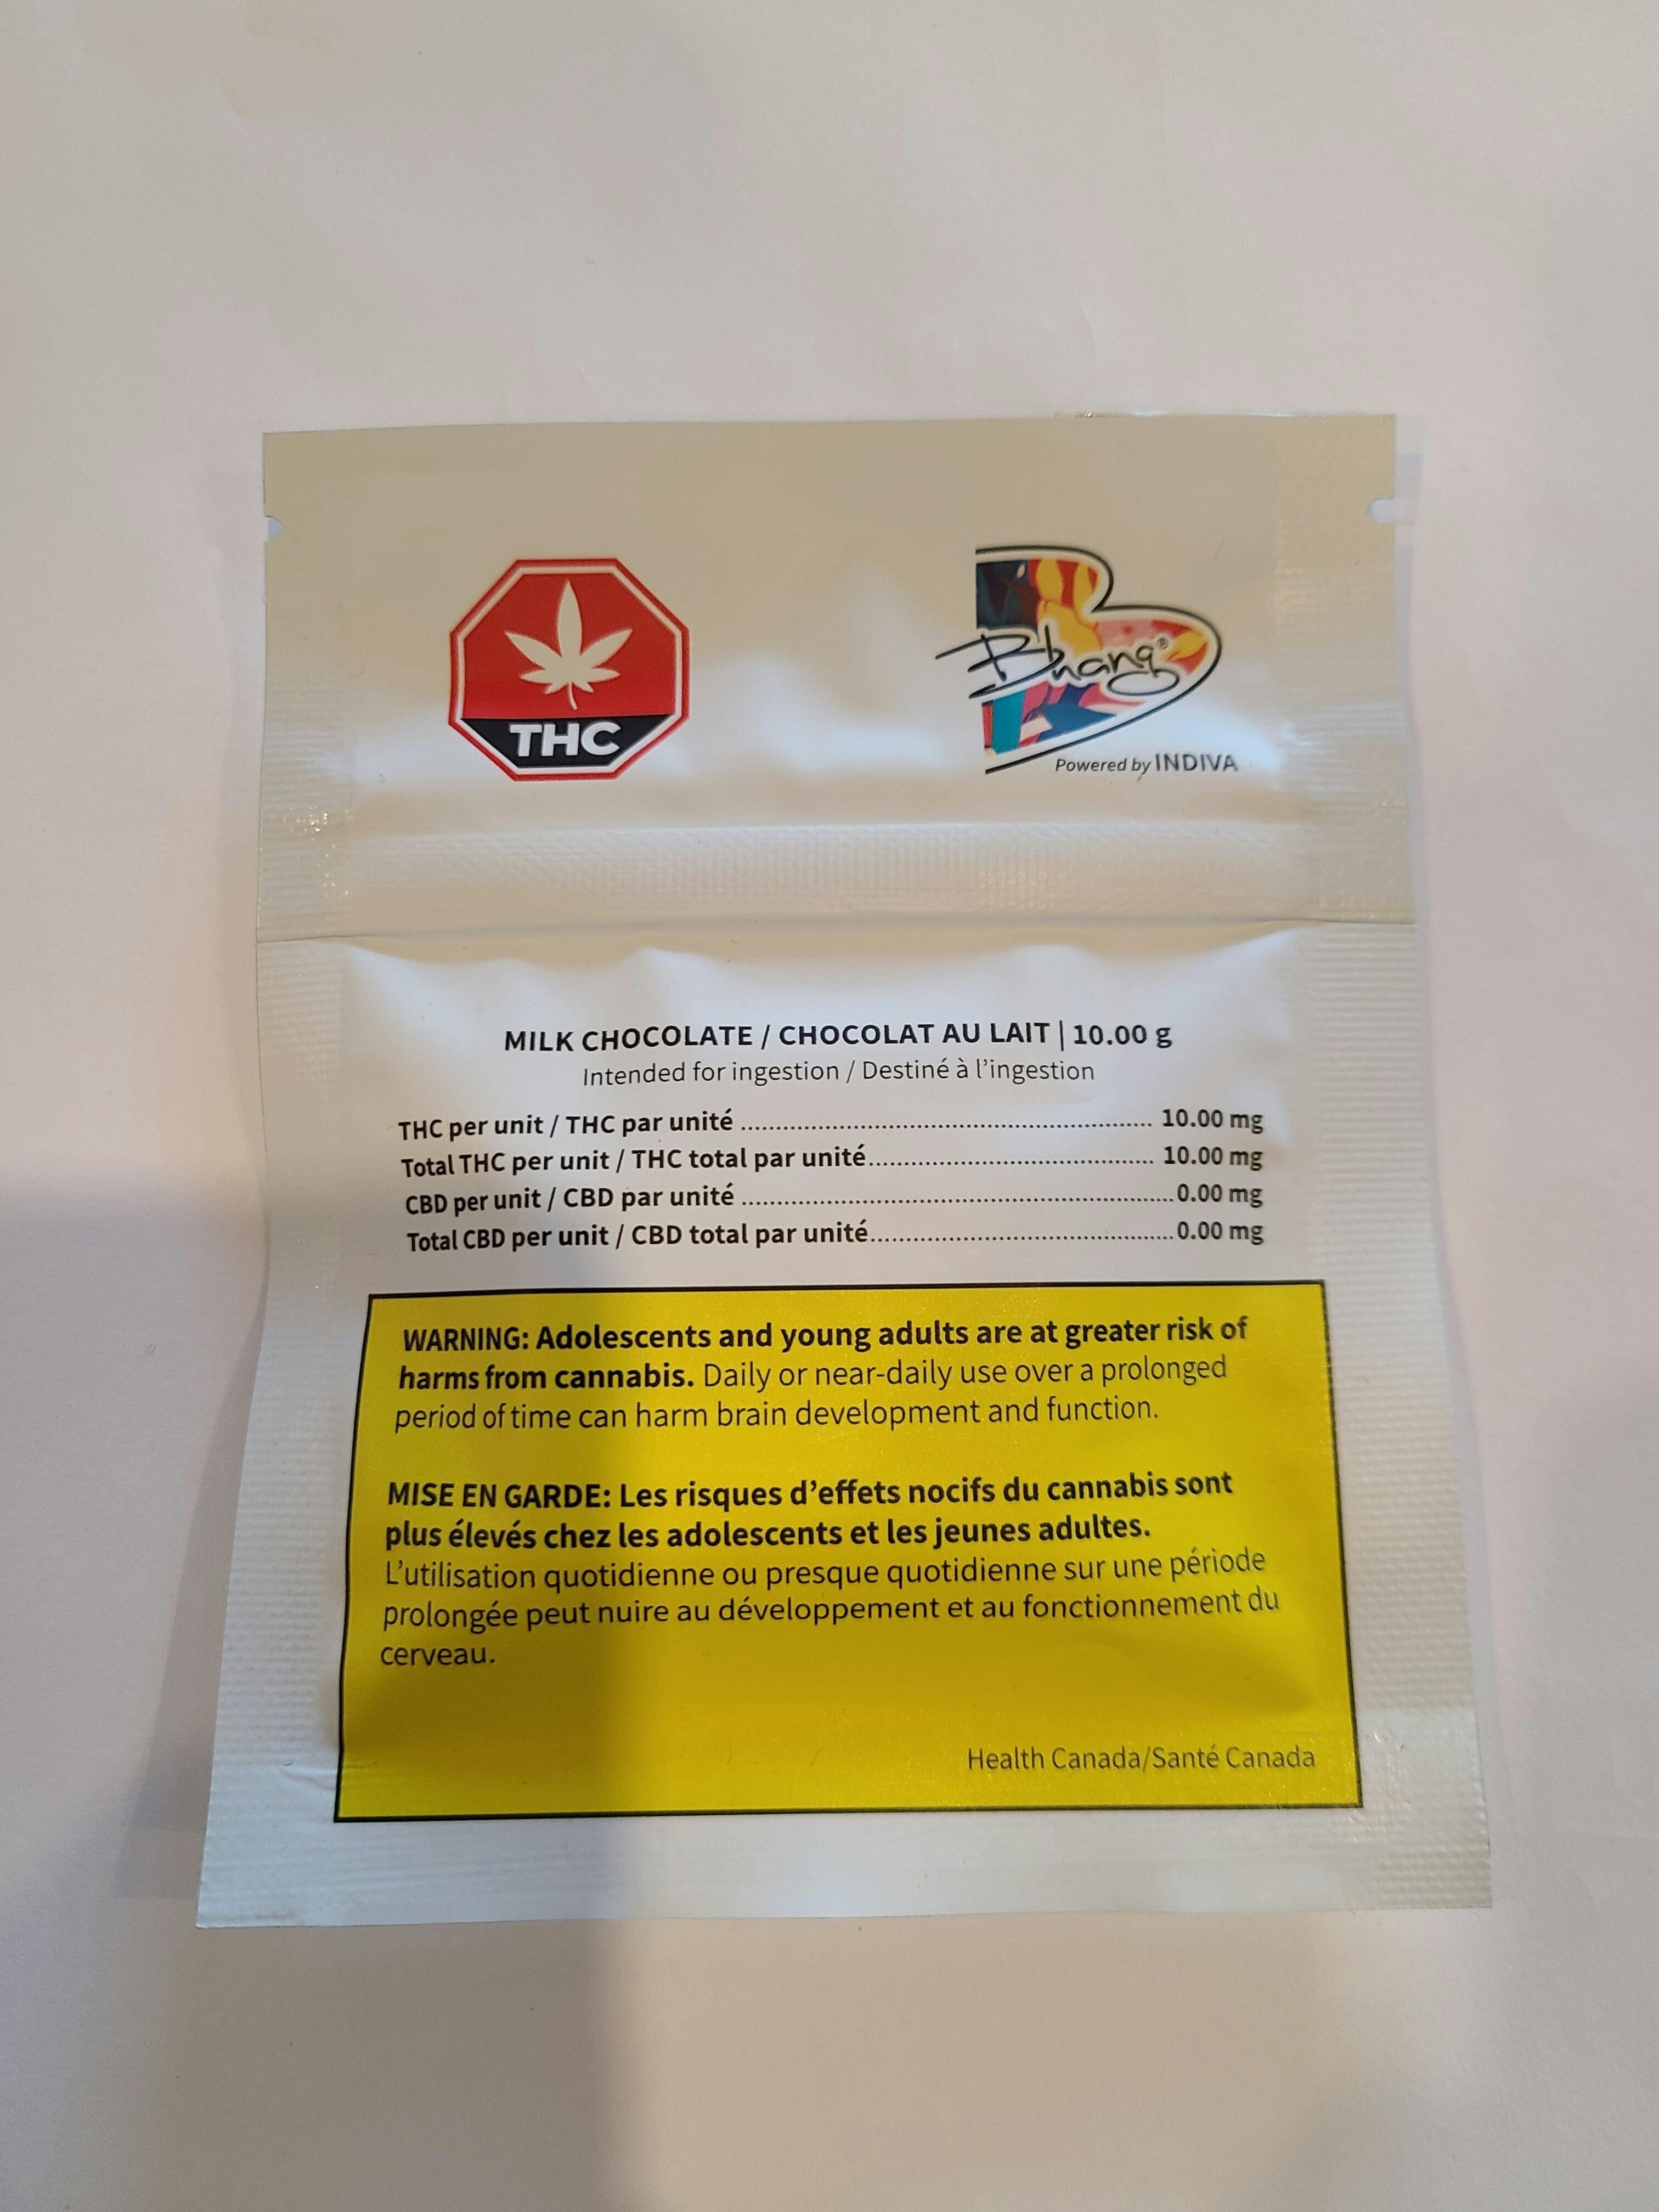 THC
Bhang®
Powered by INDIVA
MILK CHOCOLATE / CHOCOLAT AU LAIT | 10.00 g
Intended for ingestion / Destiné à l'ingestion
THC per unit / THC par unité ........................................................ 10.00 mg
Total THC per unit / THC total par unité....................................... 10.00 mg
CBD per unit / CBD par unité ...........................................................0.00 mg
Total CBD per unit / CBD total par unité.........................................0.00 mg
WARNING: Adolescents and young adults are at greater risk of
harms from cannabis. Daily or near-daily use over a prolonged
period of time can harm brain development and function.
MISE EN GARDE: Les risques d'effets nocifs du cannabis sont
plus élevés chez les adolescents et les jeunes adultes.
L'utilisation quotidienne ou presque quotidienne sur une période
prolongée peut nuire au développement et au fonctionnement du
cerveau.
Health Canada/Santé Canada